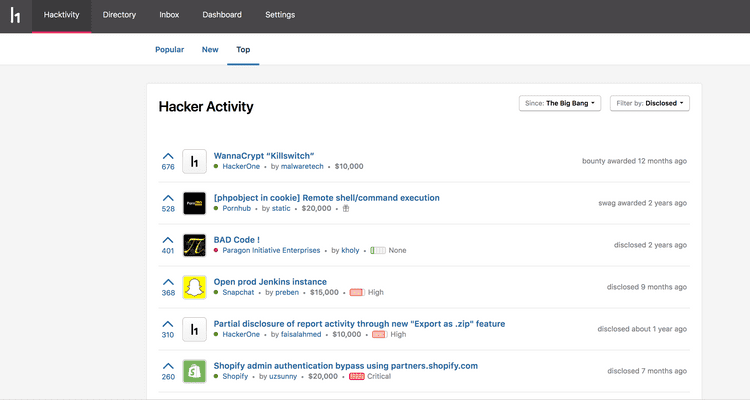 h1 Hacktivity Directory Inbox Dashboard Settings
Popular New Top
Hacker Activity Since: The Big Bang Filter by: Disclosed
WannaCrypt “Killswitch”
676 h1 HackerOne • by malwaretech • $10,000 bounty awarded 12 months ago
[phpobject in cookie] Remote shell/command execution
528 Pornhub • by static • $20,000 • swag awarded 2 years ago
BAD Code !
401 Paragon Initiative Enterprises • by kholy • None disclosed 2 years ago
Open prod Jenkins instance
368 Snapchat • by preben • $15,000 • High disclosed 9 months ago
Partial disclosure of report activity through new "Export as .zip" feature
310 h1 HackerOne • by faisalahmed • $10,000 • High disclosed about 1 year ago
Shopify admin authentication bypass using partners.shopify.com
260 Shopify • by uzsunny • $20,000 • Critical disclosed 7 months ago